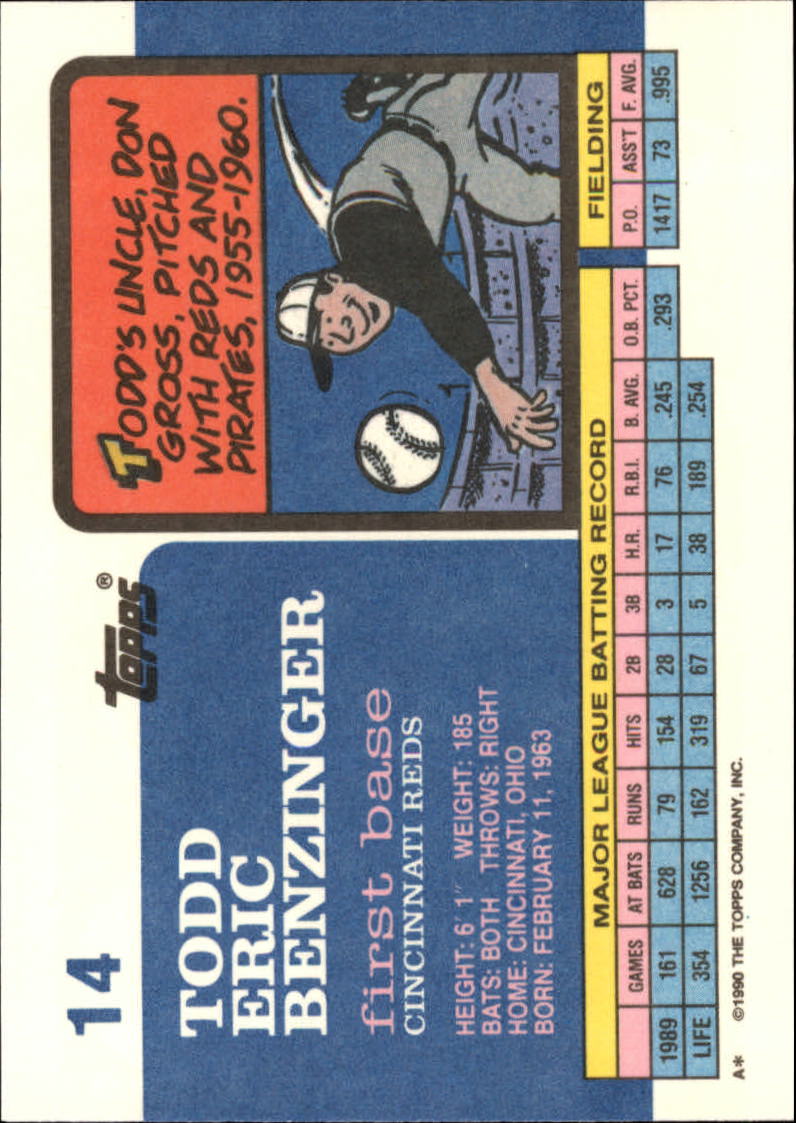 14
topps®
TODD
ERIC
BENZINGER
first base
CINCINNATI REDS
HEIGHT: 6' 1" WEIGHT: 185
BATS: BOTH THROWS: RIGHT
HOME: CINCINNATI, OHIO
BORN: FEBRUARY 11, 1963
TODD'S UNCLE, DON
GROSS, PITCHED
WITH REDS AND
PIRATES, 1955-1960.
MAJOR LEAGUE BATTING RECORD
GAMES AT BATS RUNS HITS 2B 3B H.R. R.B.I. B. AVG. O.B. PCT.
1989 161 628 79 154 28 3 17 76 .245 .293
LIFE 354 1256 162 319 67 5 38 189 .254
FIELDING
P.O. ASS'T F. AVG.
1417 73 .995
A* ©1990 THE TOPPS COMPANY, INC.